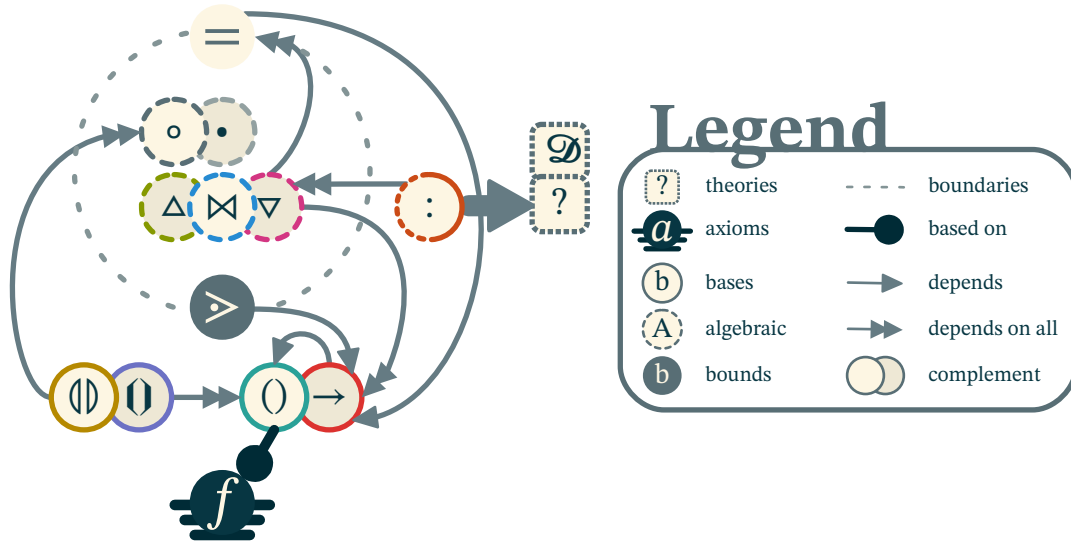 =
Legend
∘ •
𝒟
? theories boundaries
△ ⋈ ▽
: ?
a axioms based on
b bases depends
⋗
A algebraic depends on all
b bounds complement
⦅⦆ () →
f